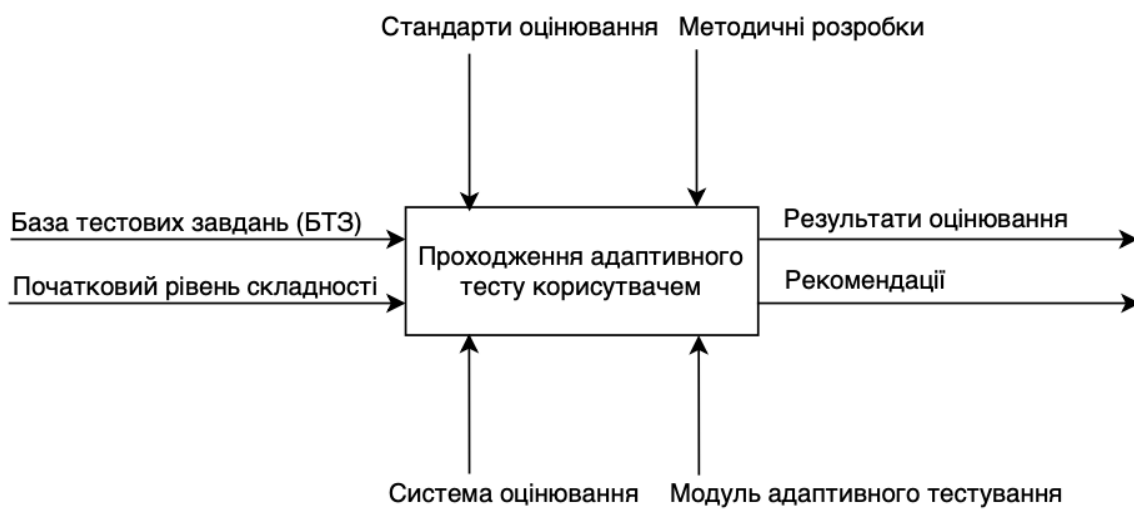 Стандарти оцінювання
Методичні розробки
База тестових завдань (БТЗ)
Початковий рівень складності
Проходження адаптивного
тесту корисутвачем
Результати оцінювання
Рекомендації
Система оцінювання
Модуль адаптивного тестування